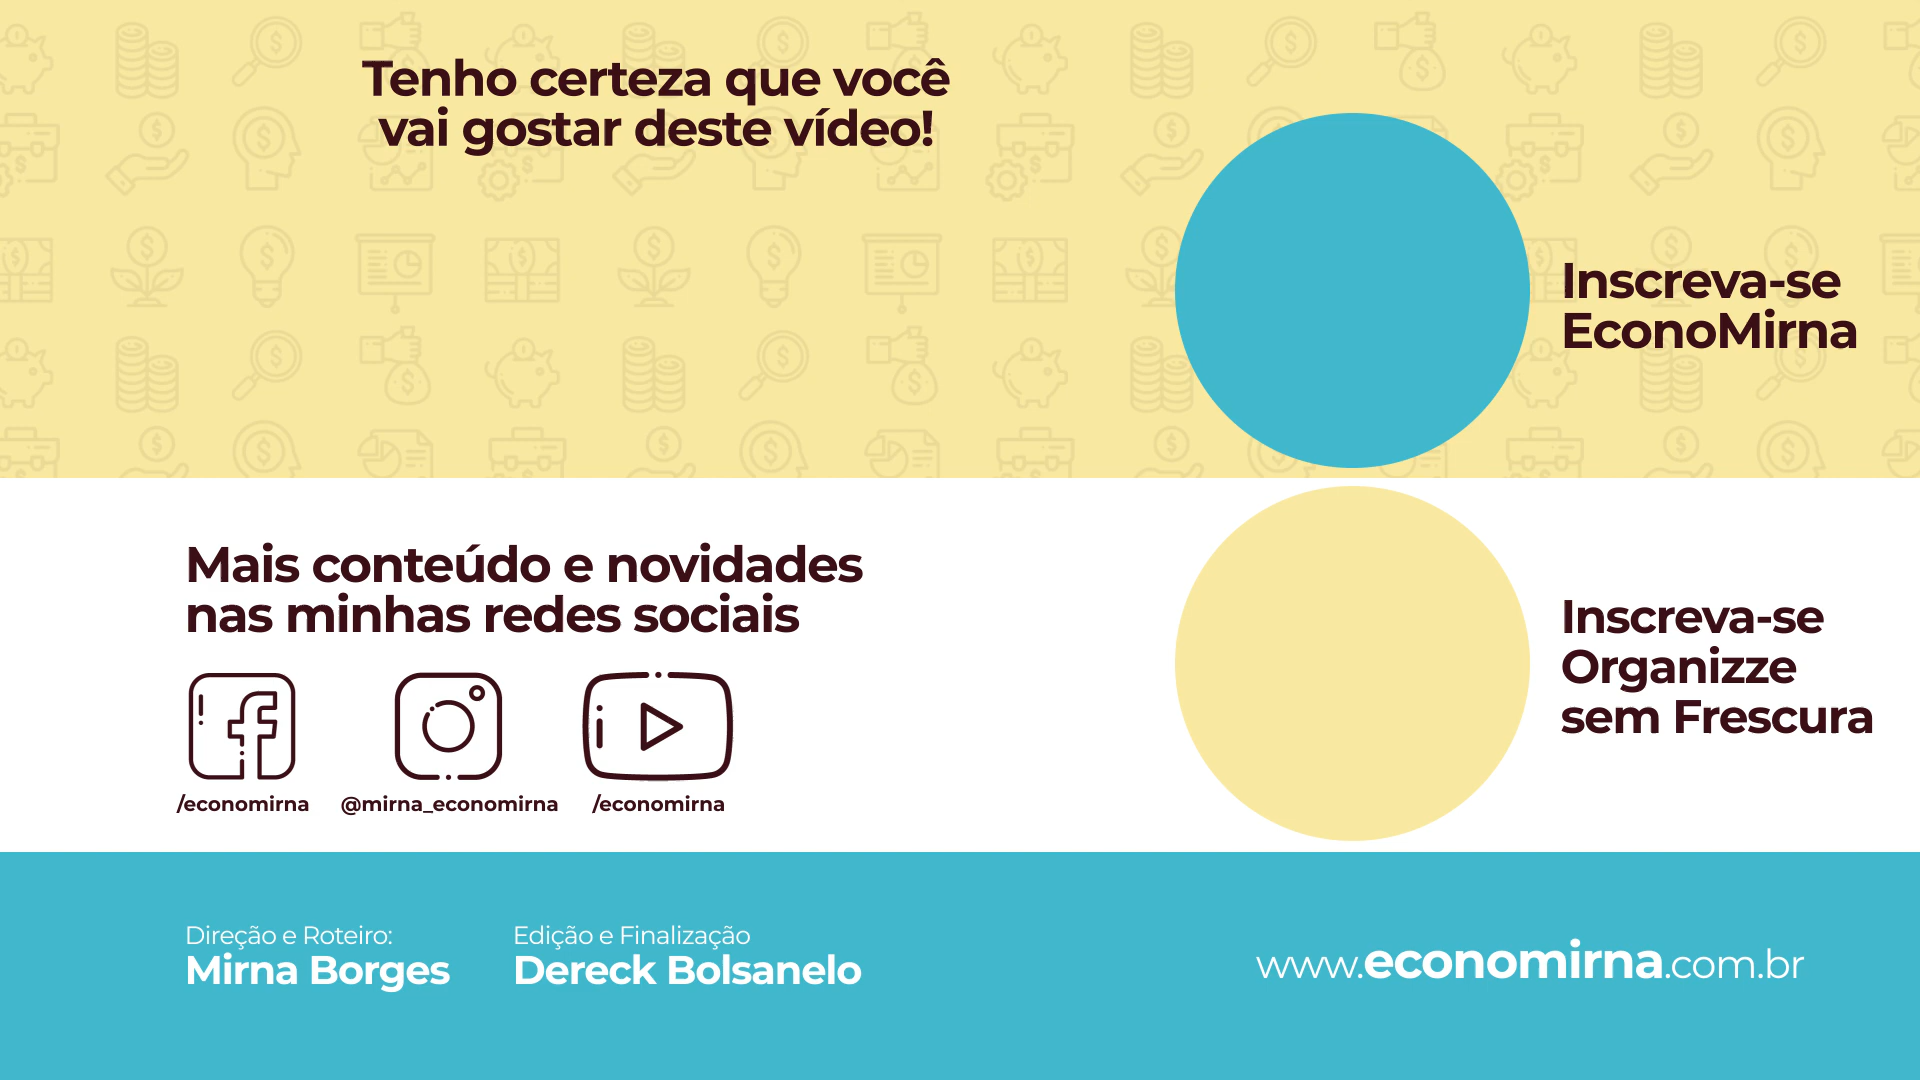 Tenho certeza que você
vai gostar deste vídeo!
Inscreva-se
EconoMirna
Mais conteúdo e novidades
nas minhas redes sociais
/economirna
@mirna_economirna
/economirna
Inscreva-se
Organizze
sem Frescura
Direção e Roteiro:
Mirna Borges
Edição e Finalização
Dereck Bolsanelo
www.economirna.com.br